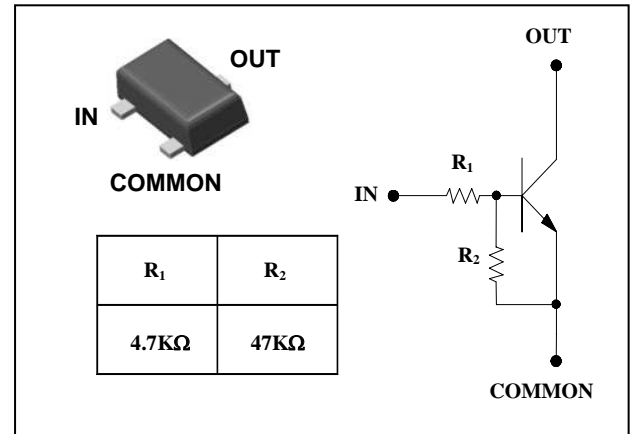 OUT
IN
COMMON
R₁ R₂
4.7KΩ 47KΩ
OUT
IN
R₁
R₂
COMMON